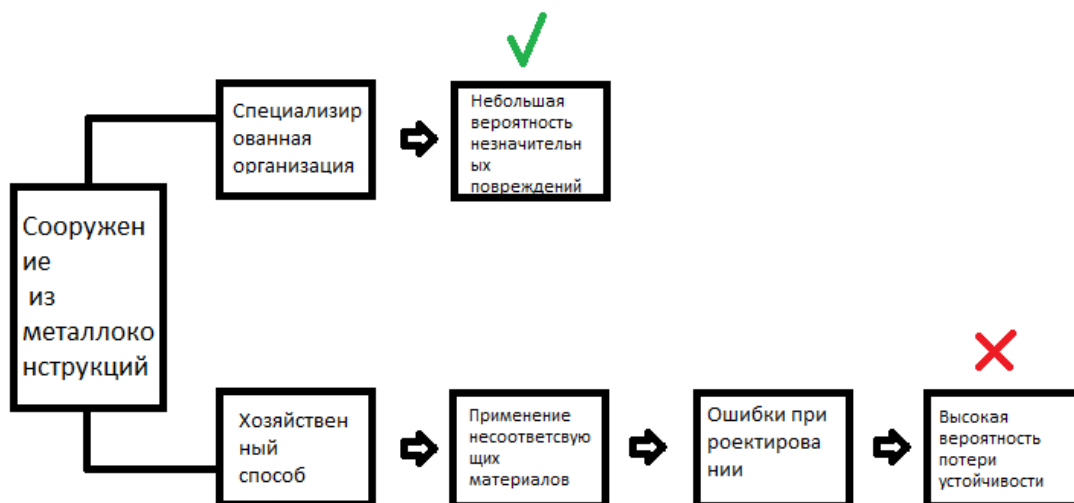 Специализир
ованная
организация
Небольшая
вероятность
незначительн
ых
повреждений
Сооружен
ие
из
металлоко
нструкций
Хозяйствен
ный
способ
Применение
несоответсвую
щих
материалов
Ошибки при
роектирова
нии
Высокая
вероятность
потери
устойчивости